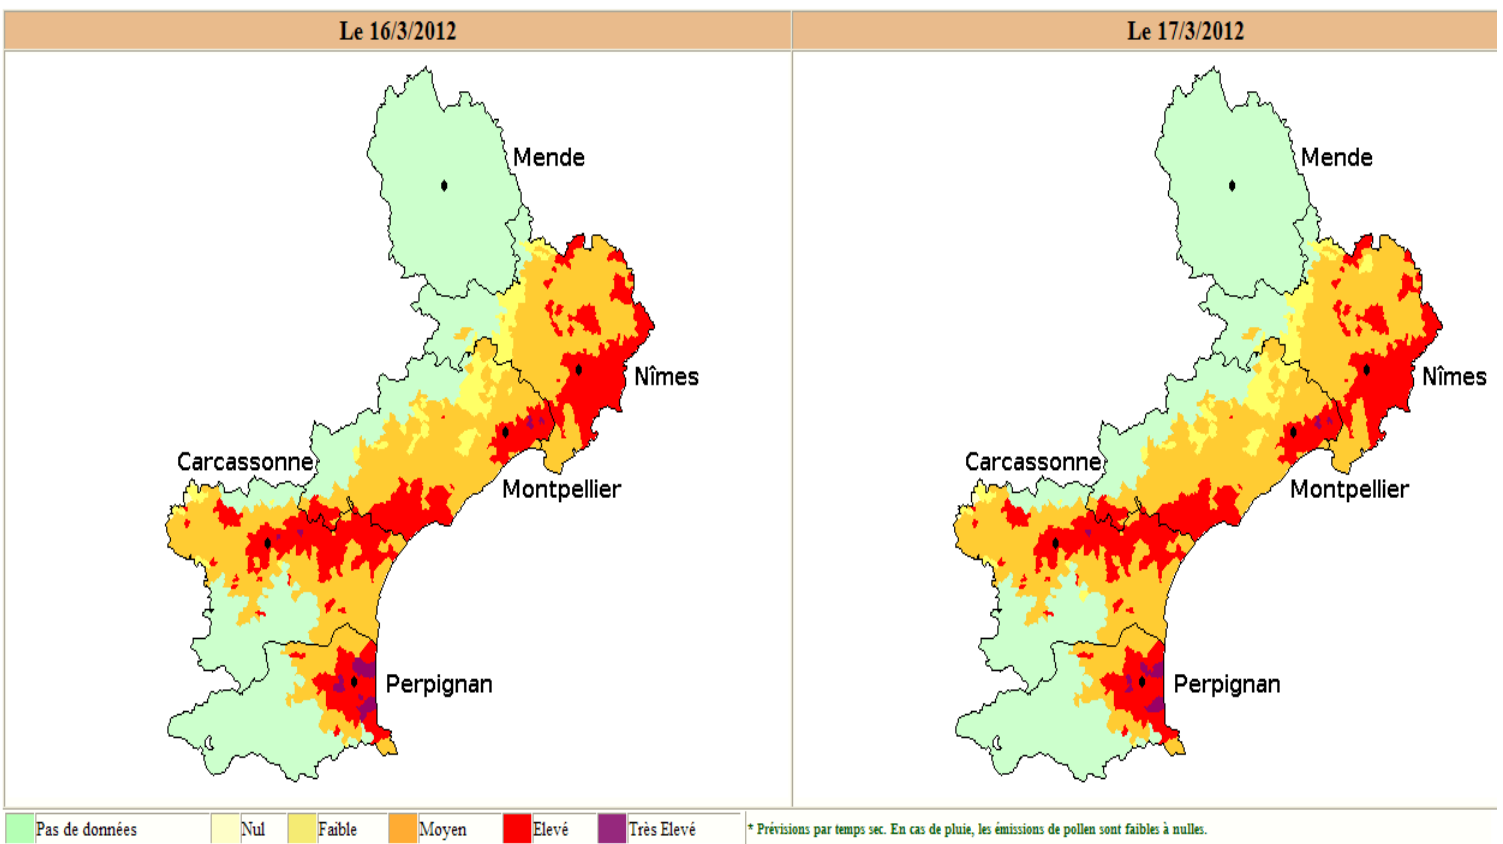 Le 16/3/2012
Le 17/3/2012
Mende
Nîmes
Carcassonne
Montpellier
Perpignan
Mende
Nîmes
Carcassonne
Montpellier
Perpignan
Pas de données
Nul
Faible
Moyen
Elevé
Très Elevé
* Prévisions par temps sec. En cas de pluie, les émissions de pollen sont faibles à nulles.